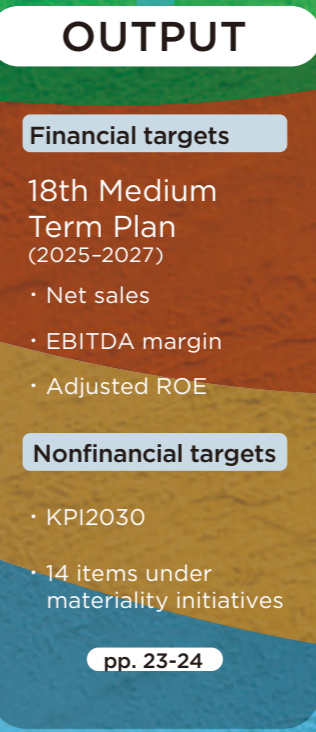 OUTPUT
Financial targets
18th Medium
Term Plan
(2025–2027)
・Net sales
・EBITDA margin
・Adjusted ROE
Nonfinancial targets
・KPI2030
・14 items under
materiality initiatives
pp. 23-24